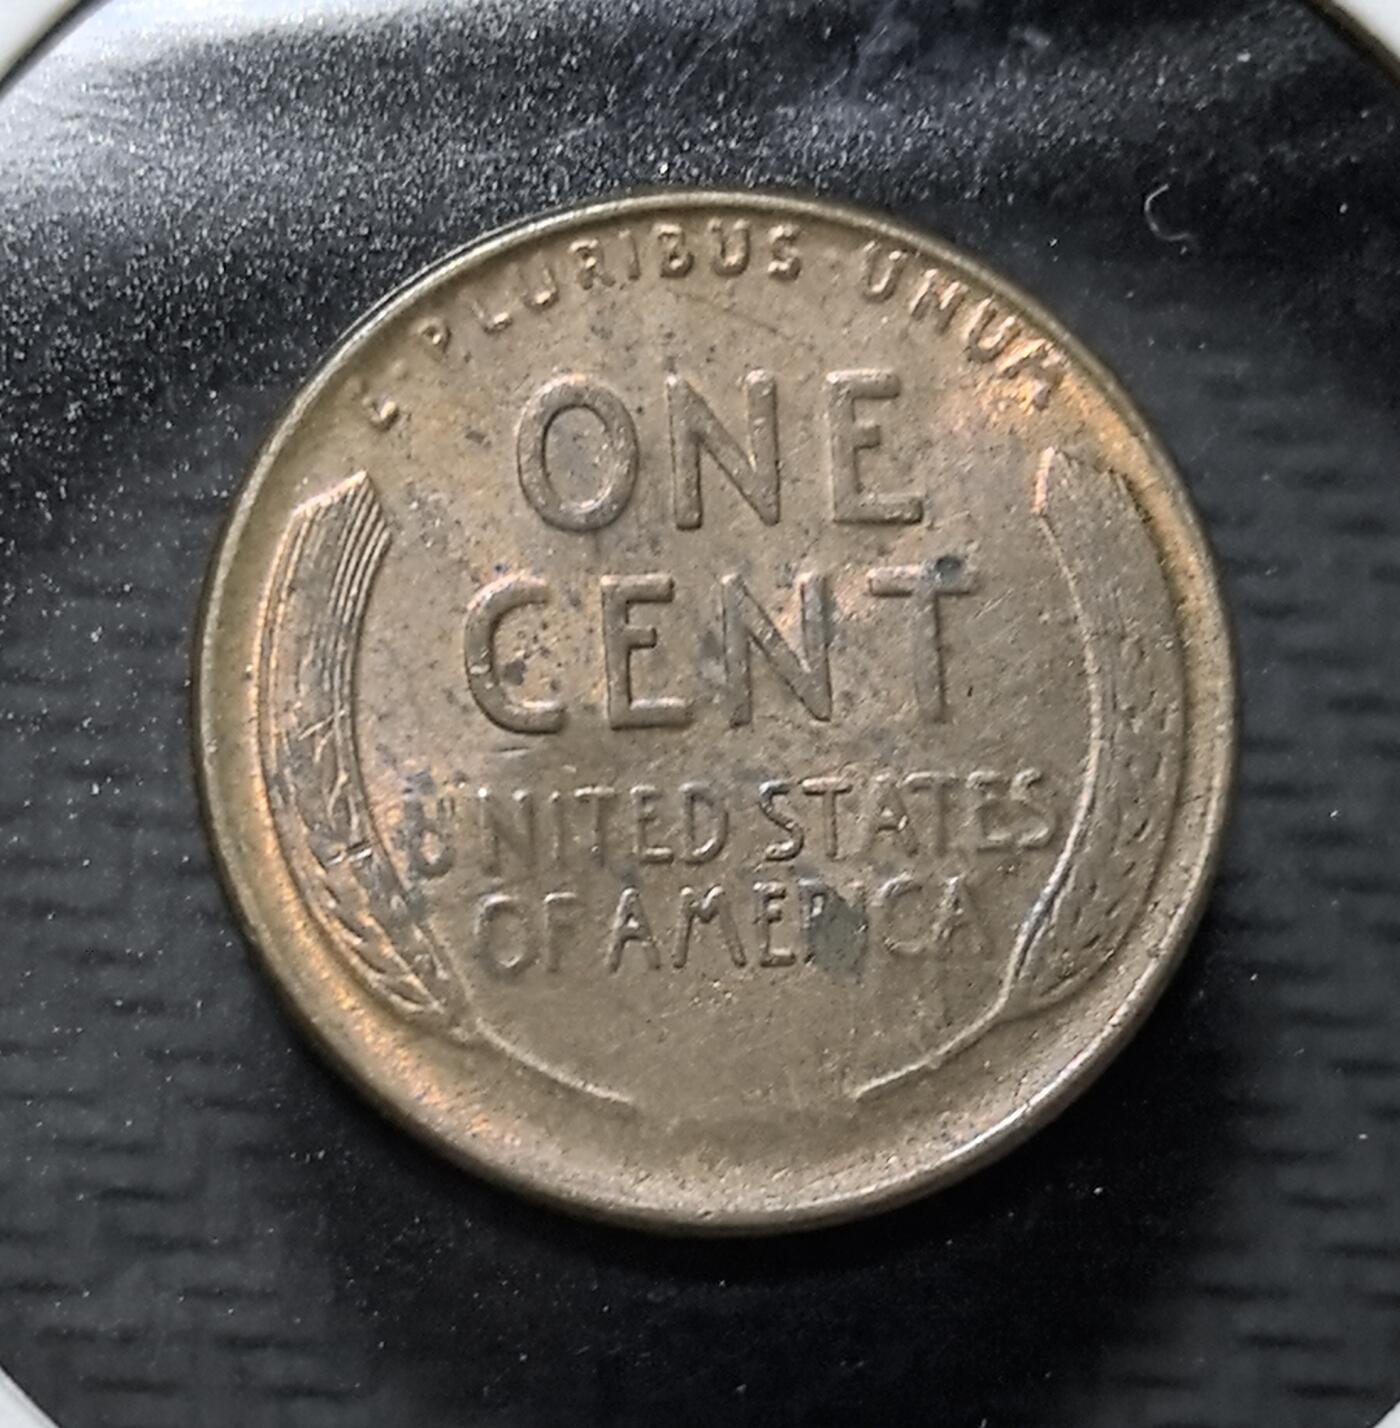 E·PLURIBUS·UNUM
ONE
CENT
UNITED STATES
OF AMERICA